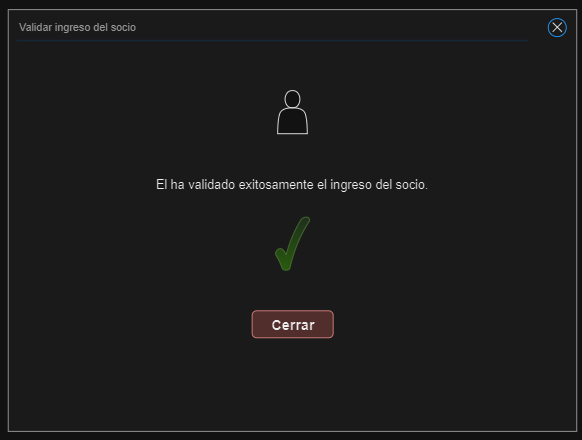 Validar ingreso del socio
El ha validado exitosamente el ingreso del socio.
Cerrar